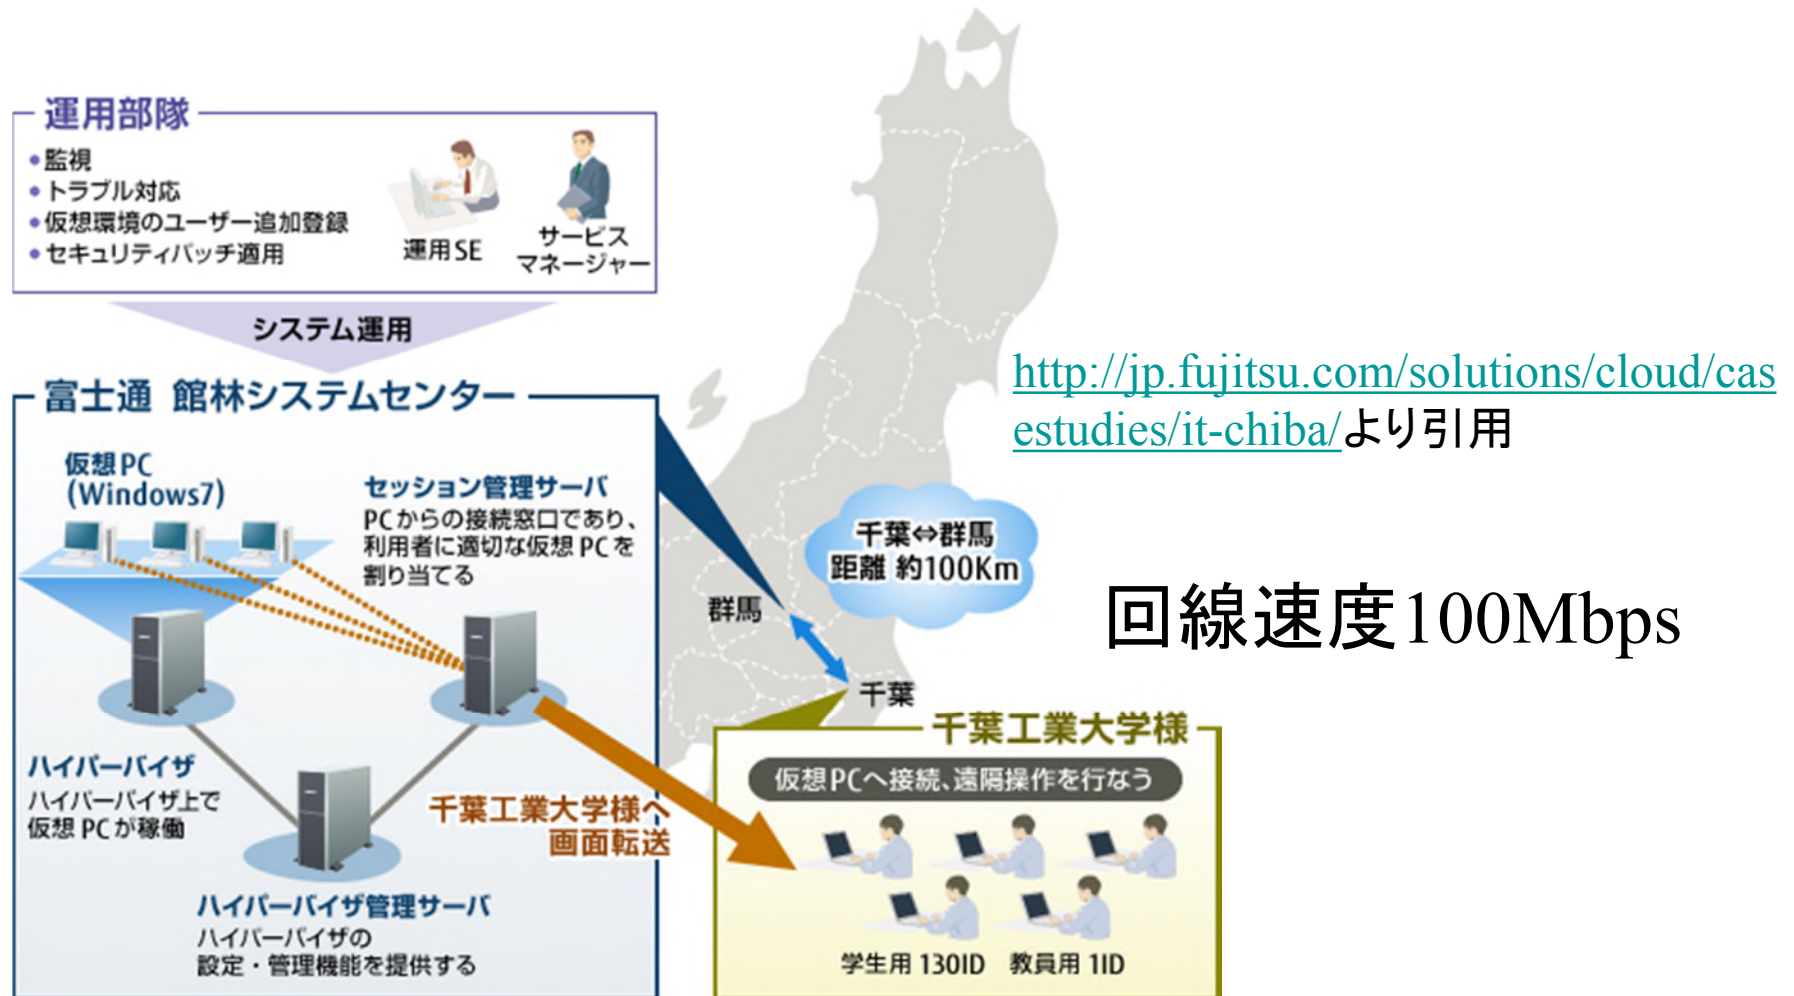 運用部隊
•監視
•トラブル対応
•仮想環境のユーザー追加登録
•セキュリティパッチ適用
運用SE
サービス
マネージャー
システム運用
富士通 館林システムセンター
仮想PC
(Windows7)
セッション管理サーバ
PCからの接続窓口であり、
利用者に適切な仮想PCを
割り当てる
ハイパーバイザ
ハイパーバイザ上で
仮想PCが稼働
ハイパーバイザ管理サーバ
ハイパーバイザの
設定・管理機能を提供する
千葉工業大学様へ
画面転送
千葉⇔群馬
距離 約100Km
群馬
千葉
千葉工業大学様
仮想PCへ接続、遠隔操作を行なう
学生用 130ID 教員用 1ID
http://jp.fujitsu.com/solutions/cloud/cas
estudies/it-chiba/より引用
回線速度100Mbps